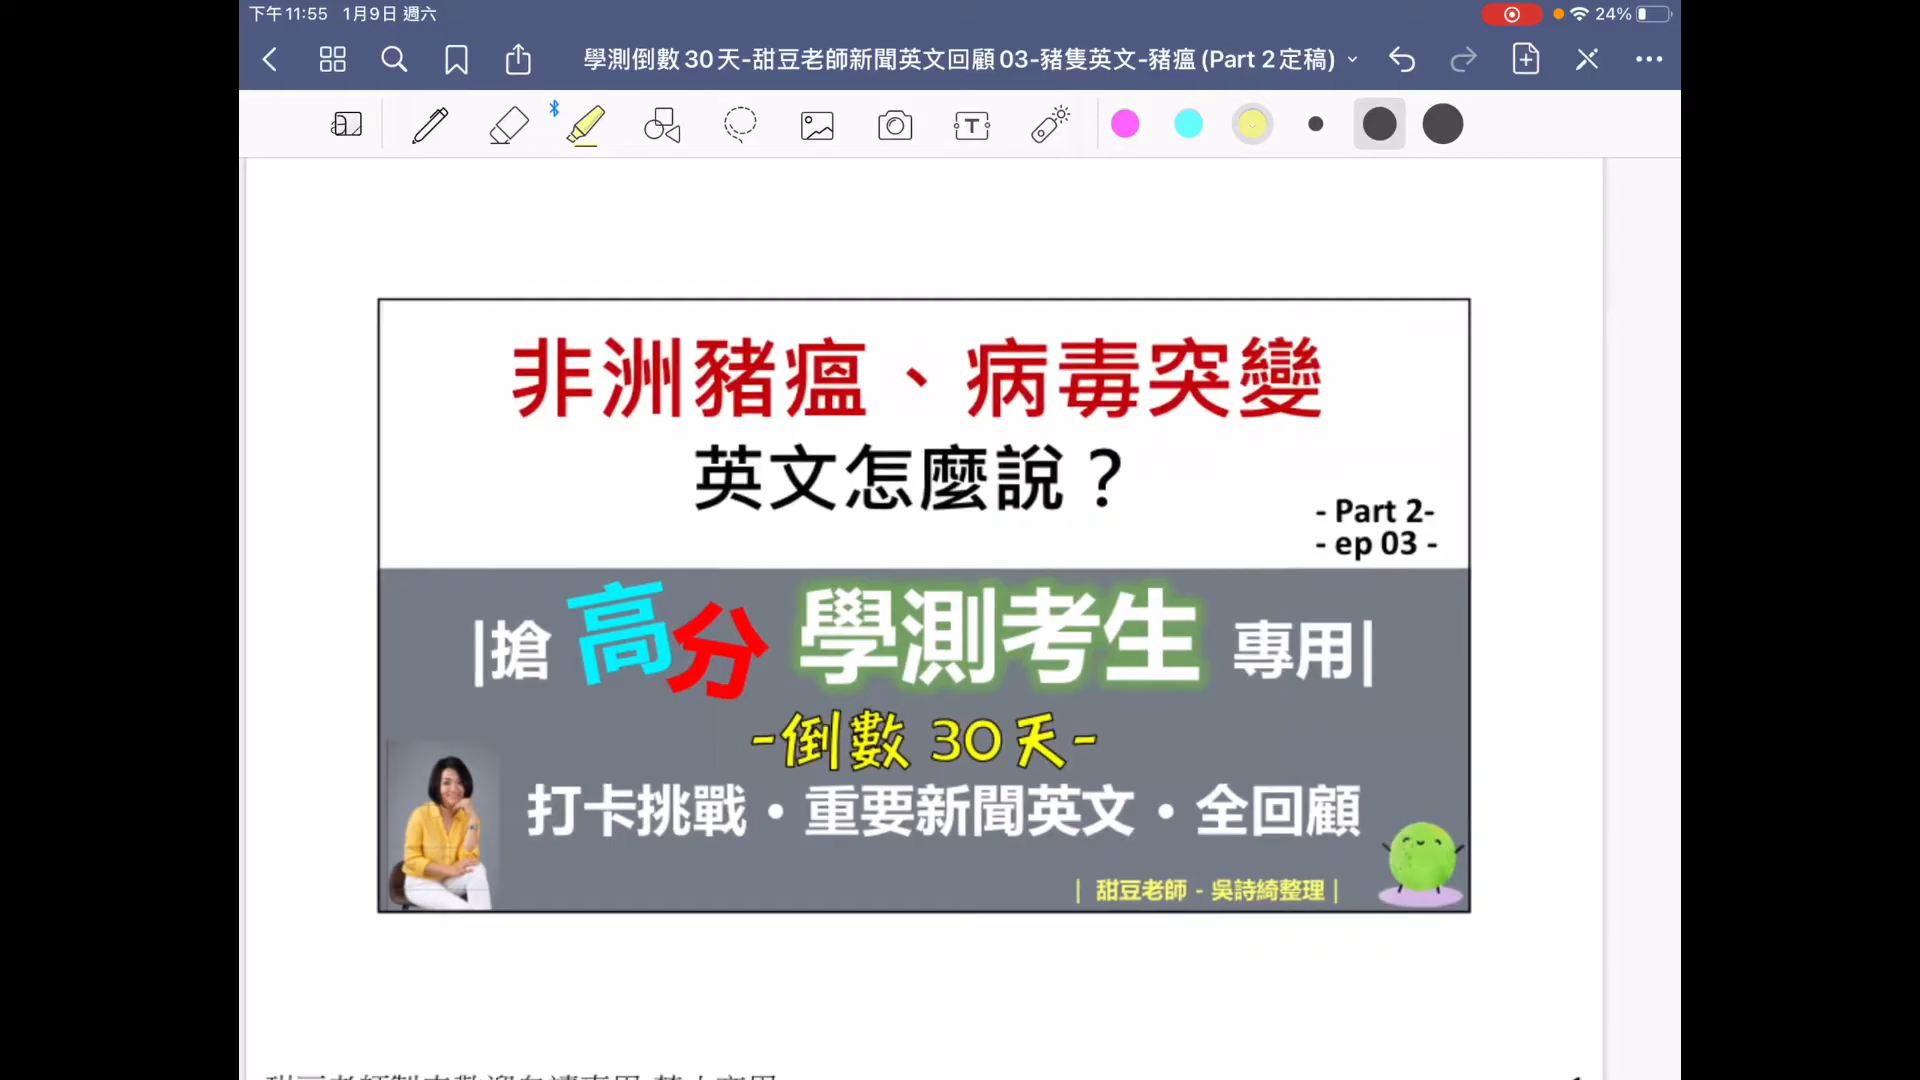 下午11:55 1月9日 週六
24%
學測倒數30天-甜豆老師新聞英文回顧03-豬隻英文-豬瘟 (Part 2定稿)
非洲豬瘟、病毒突變
英文怎麼說？
- Part 2-
- ep 03 -
|搶 高分 學測考生 專用|
-倒數 30天-
打卡挑戰・重要新聞英文・全回顧
| 甜豆老師 - 吳詩綺整理 |